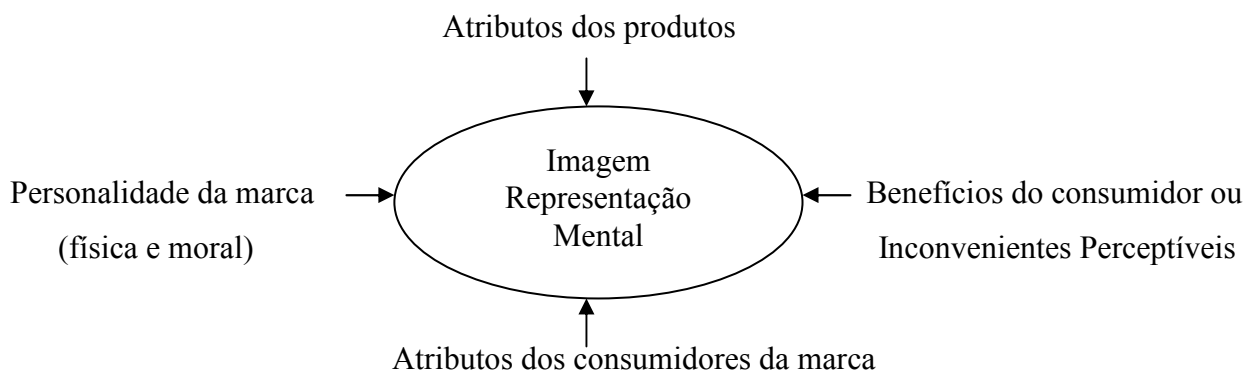 Atributos dos produtos
Imagem
Representação
Mental
Personalidade da marca
(física e moral)
Benefícios do consumidor ou
Inconvenientes Perceptíveis
Atributos dos consumidores da marca